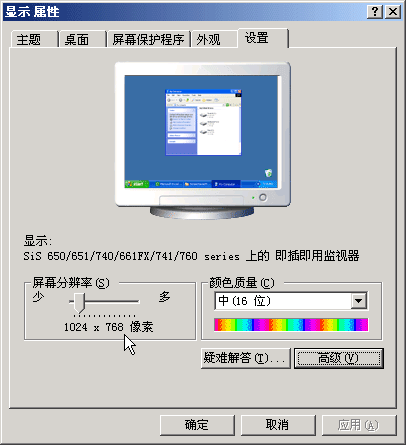 显示 属性
主题 桌面 屏幕保护程序 外观 设置
显示:
SiS 650/651/740/661FX/741/760 series 上的 即插即用监视器
屏幕分辨率(S)
少 多
1024 x 768 像素
颜色质量(C)
中(16 位)
疑难解答(T)... 高级(V)
确定 取消 应用(A)